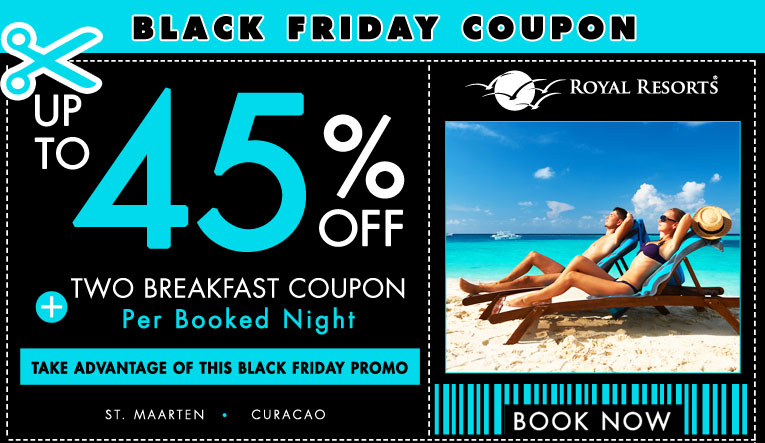 BLACK FRIDAY COUPON
UP
TO
45%
OFF
+ TWO BREAKFAST COUPON
Per Booked Night
TAKE ADVANTAGE OF THIS BLACK FRIDAY PROMO
ST. MAARTEN • CURACAO
ROYAL RESORTS®
BOOK NOW